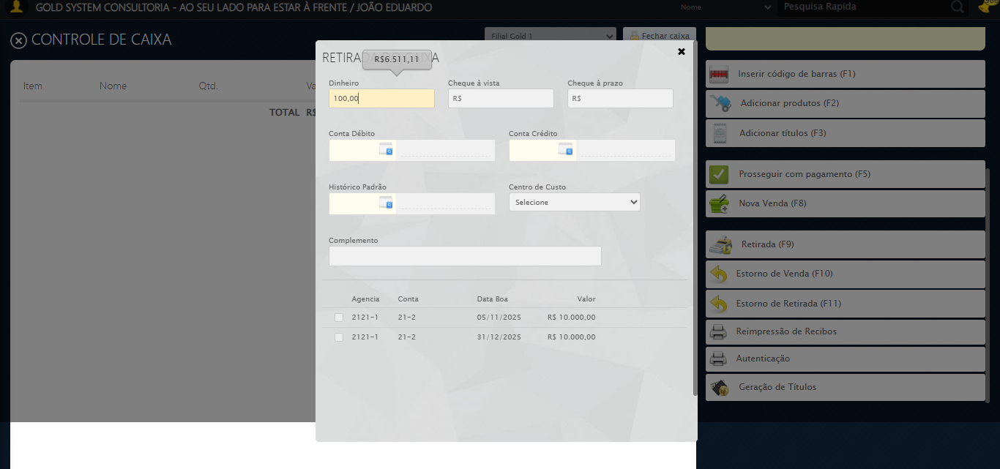 GOLD SYSTEM CONSULTORIA - AO SEU LADO PARA ESTAR À FRENTE / JOÃO EDUARDO
Nome
Pesquisa Rapida
CONTROLE DE CAIXA
Filial Gold 1
Fechar caixa
Item Nome Qtd. Va
TOTAL R$
RETIRADA DO CAIXA
R$6.511,11
Dinheiro Cheque à vista Cheque à prazo
100,00 R$ R$
Conta Débito Conta Crédito
Histórico Padrão Centro de Custo
Selecione
Complemento
Agencia Conta Data Boa Valor
2121-1 21-2 05/11/2025 R$ 10.000,00
2121-1 21-2 31/12/2025 R$ 10.000,00
Inserir código de barras (F1)
Adicionar produtos (F2)
Adicionar títulos (F3)
Prosseguir com pagamento (F5)
Nova Venda (F8)
Retirada (F9)
Estorno de Venda (F10)
Estorno de Retirada (F11)
Reimpressão de Recibos
Autenticação
Geração de Títulos